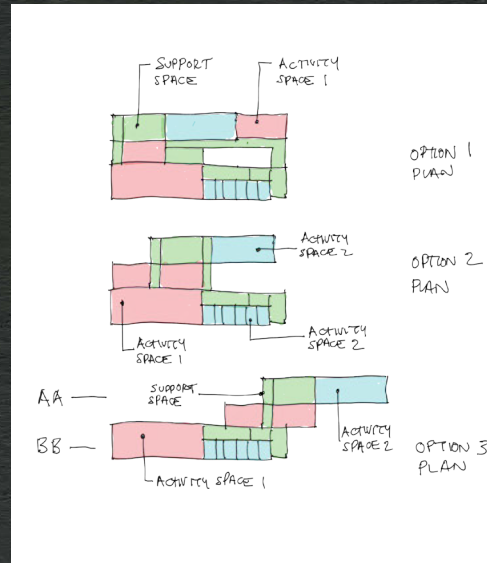 SUPPORT
SPACE
ACTIVITY
SPACE 1
OPTION 1
PLAN
ACTIVITY
SPACE 2
OPTION 2
PLAN
ACTIVITY
SPACE 1
ACTIVITY
SPACE 2
AA
SUPPORT
SPACE
BB
ACTIVITY
SPACE 2
OPTION 3
PLAN
ACTIVITY SPACE 1